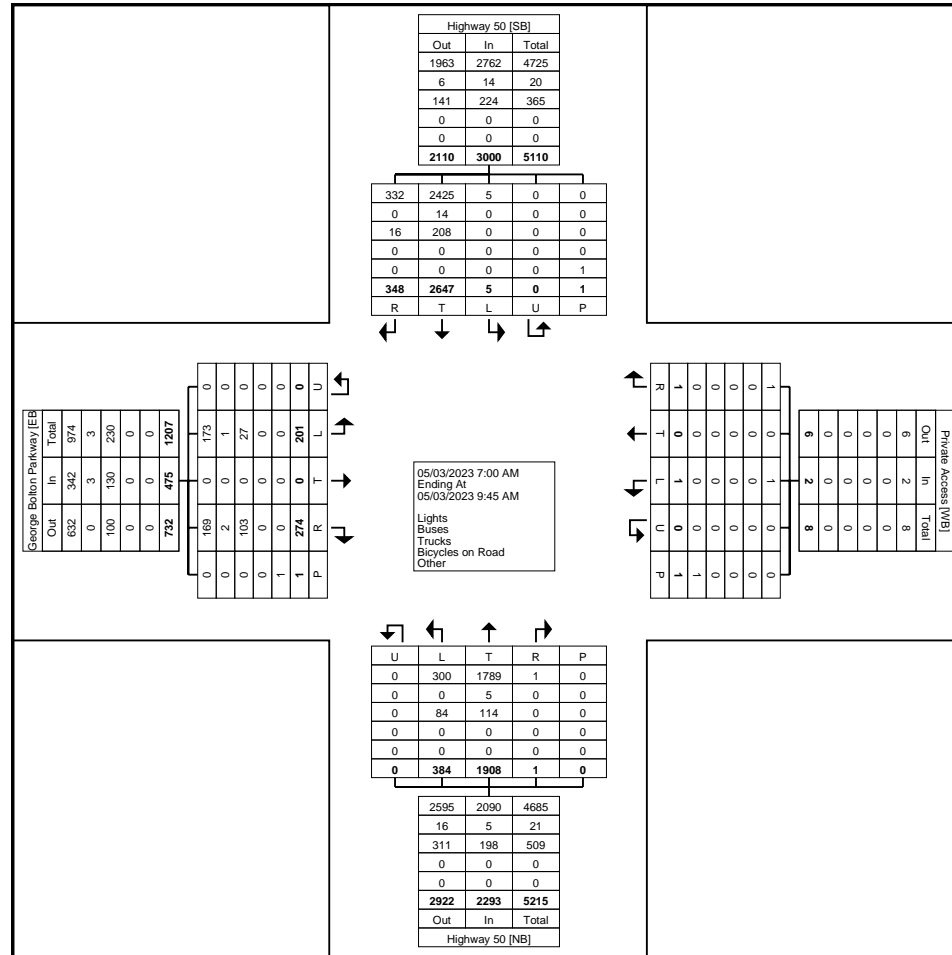 Highway 50 [SB]
Out In Total
1963 2762 4725
6 14 20
141 224 365
0 0 0
0 0 0
2110 3000 5110
332 2425 5 0 0
0 14 0 0 0
16 208 0 0 0
0 0 0 0 0
0 0 0 0 1
348 2647 5 0 1
R T L U P
George Bolton Parkway [EB
Total 974 3 230 0 0 1207
In 342 3 130 0 0 475
Out 632 0 100 0 0 732
0 0 0 0 0 0 U
173 1 27 0 0 201 L
0 0 0 0 0 0 T
169 2 103 0 0 274 R
0 0 0 0 1 1 P
05/03/2023 7:00 AM
Ending At
05/03/2023 9:45 AM
Lights
Buses
Trucks
Bicycles on Road
Other
R 1 0 0 0 0 1
T 0 0 0 0 0 0
L 1 0 0 0 0 1
U 0 0 0 0 0 0
P 1 1 0 0 0 0
6 0 0 0 0 6 Out
2 0 0 0 0 2 In
8 0 0 0 0 8 Total
Private Access [WB]
U L T R P
0 300 1789 1 0
0 0 5 0 0
0 84 114 0 0
0 0 0 0 0
0 0 0 0 0
0 384 1908 1 0
2595 2090 4685
16 5 21
311 198 509
0 0 0
0 0 0
2922 2293 5215
Out In Total
Highway 50 [NB]